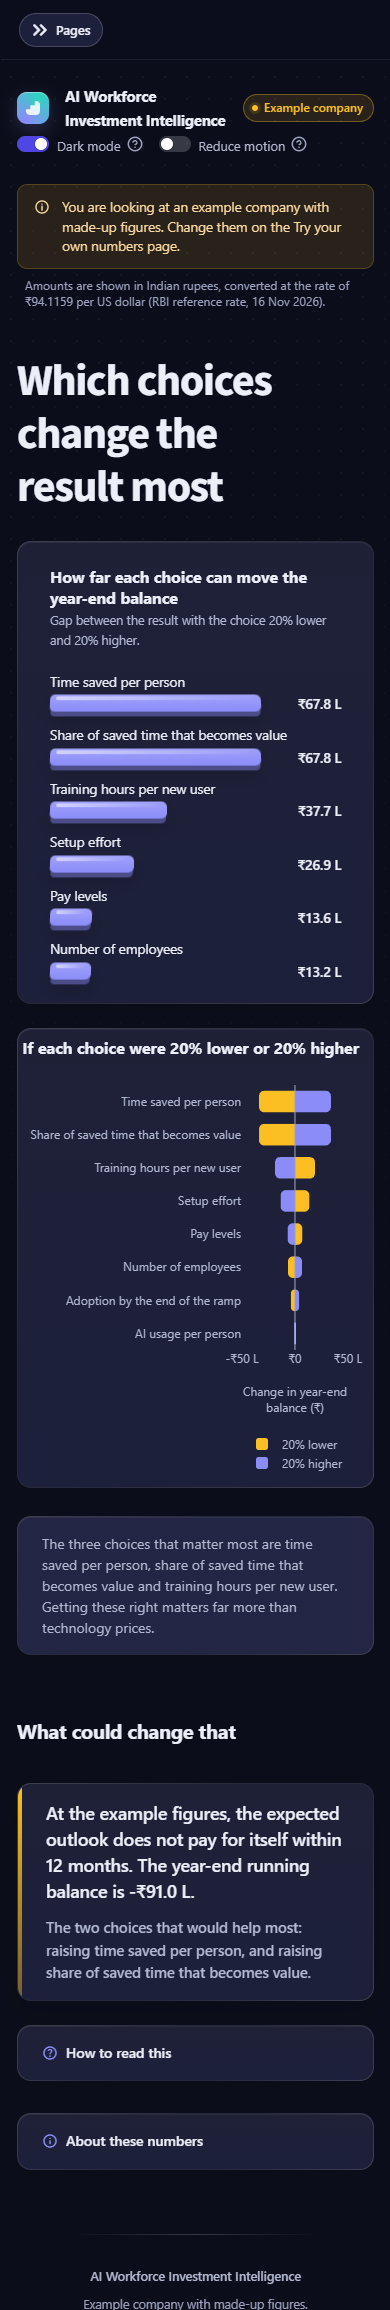 Pages
AI Workforce
Investment Intelligence
Example company
Dark mode
Reduce motion
You are looking at an example company with
made-up figures. Change them on the Try your
own numbers page.
Amounts are shown in Indian rupees, converted at the rate of
₹94.1159 per US dollar (RBI reference rate, 16 Nov 2026).
Which choices
change the
result most
How far each choice can move the
year-end balance
Gap between the result with the choice 20% lower
and 20% higher.
Time saved per person
₹67.8 L
Share of saved time that becomes value
₹67.8 L
Training hours per new user
₹37.7 L
Setup effort
₹26.9 L
Pay levels
₹13.6 L
Number of employees
₹13.2 L
If each choice were 20% lower or 20% higher
Time saved per person
Share of saved time that becomes value
Training hours per new user
Setup effort
Pay levels
Number of employees
Adoption by the end of the ramp
AI usage per person
-₹50 L ₹0 ₹50 L
Change in year-end
balance (₹)
20% lower
20% higher
The three choices that matter most are time
saved per person, share of saved time that
becomes value and training hours per new user.
Getting these right matters far more than
technology prices.
What could change that
At the example figures, the expected
outlook does not pay for itself within
12 months. The year-end running
balance is -₹91.0 L.
The two choices that would help most:
raising time saved per person, and raising
share of saved time that becomes value.
How to read this
About these numbers
AI Workforce Investment Intelligence
Example company with made-up figures.